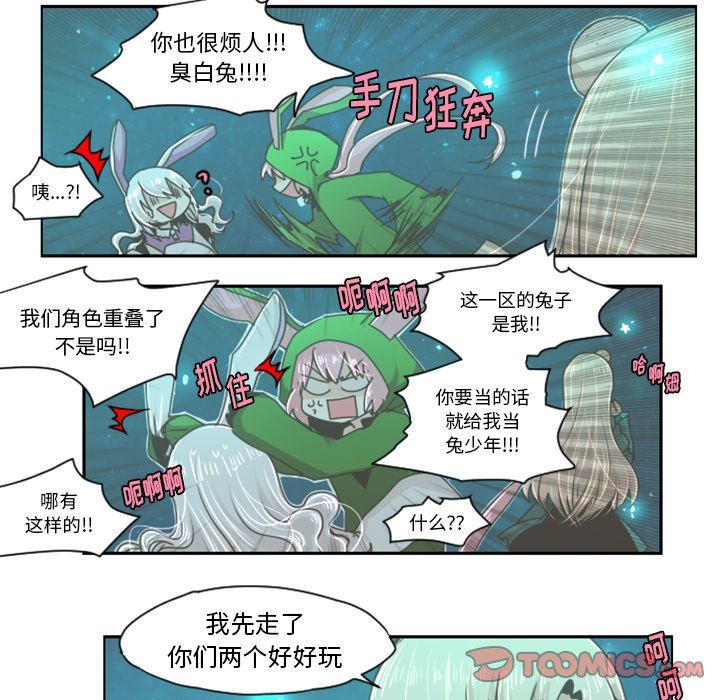 你也很烦人!!!
臭白兔!!!!
手刀狂奔
咦...?!
我们角色重叠了
不是吗!!
呃啊啊
这一区的兔子
是我!!
抓住
你要当的话
就给我当
兔少年!!!
呃啊啊
哪有
这样的!!
什么??
我先走了
你们两个好好玩
呵呵
TOOMICS.COM